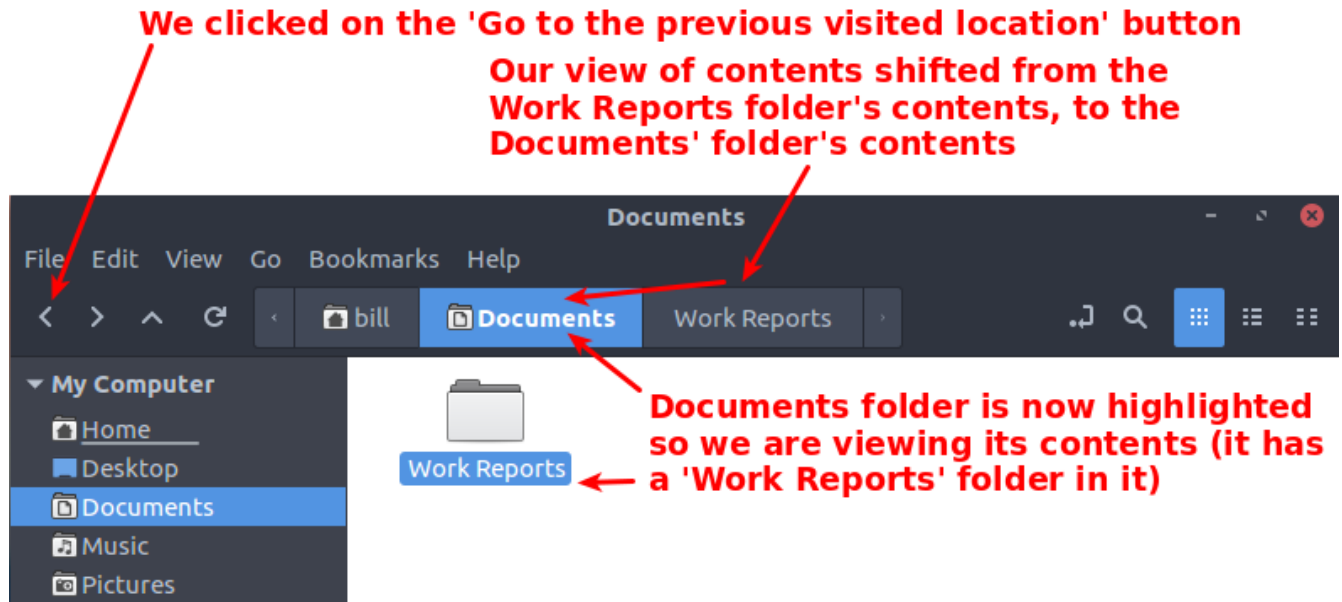 We clicked on the 'Go to the previous visited location' button
Our view of contents shifted from the
Work Reports folder's contents, to the
Documents' folder's contents
Documents
File Edit View Go Bookmarks Help
bill Documents Work Reports
My Computer
Home
Desktop
Documents
Music
Pictures
Work Reports
Documents folder is now highlighted
so we are viewing its contents (it has
a 'Work Reports' folder in it)